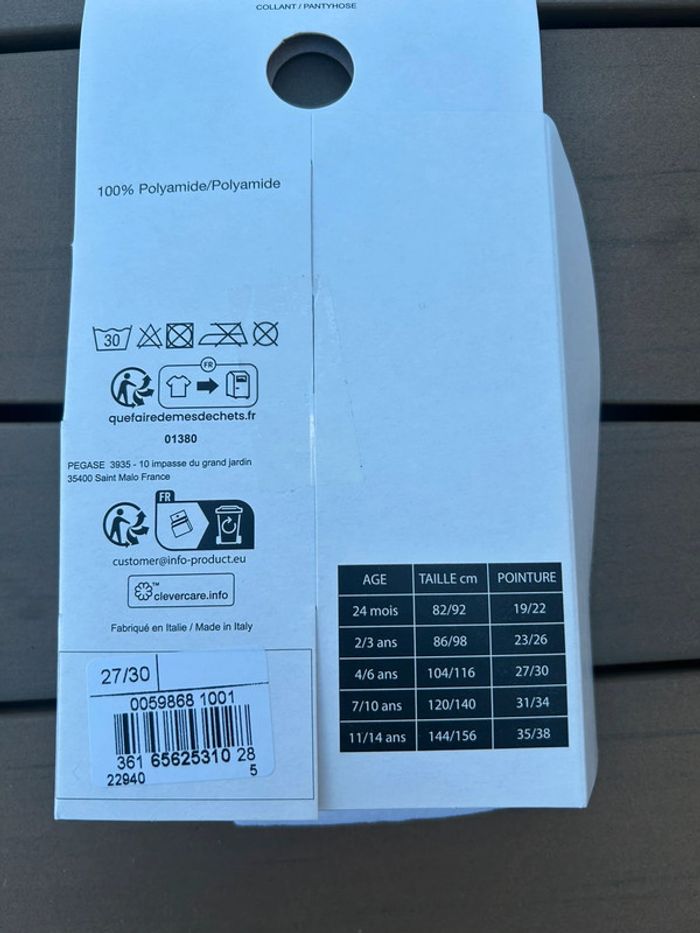 COLLANT / PANTYHOSE
100% Polyamide/Polyamide
30
FR
quefairedemesdechets.fr
01380
PEGASE 3935 - 10 impasse du grand jardin
35400 Saint Malo France
FR
customer@info-product.eu
TM
clevercare.info
Fabriqué en Italie / Made in Italy
27/30
0059868 1001
361 65625310 28
22940 5
AGE TAILLE cm POINTURE
24 mois 82/92 19/22
2/3 ans 86/98 23/26
4/6 ans 104/116 27/30
7/10 ans 120/140 31/34
11/14 ans 144/156 35/38